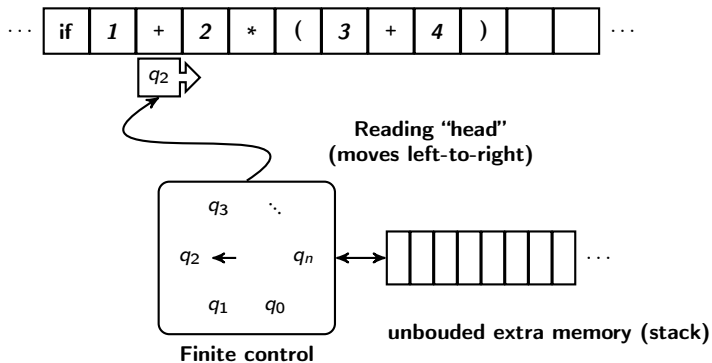 ··· if 1 + 2 * ( 3 + 4 ) ···
q₂
Reading “head”
(moves left-to-right)
q₃ ⋱
q₂ qₙ ···
q₁ q₀
unbouded extra memory (stack)
Finite control